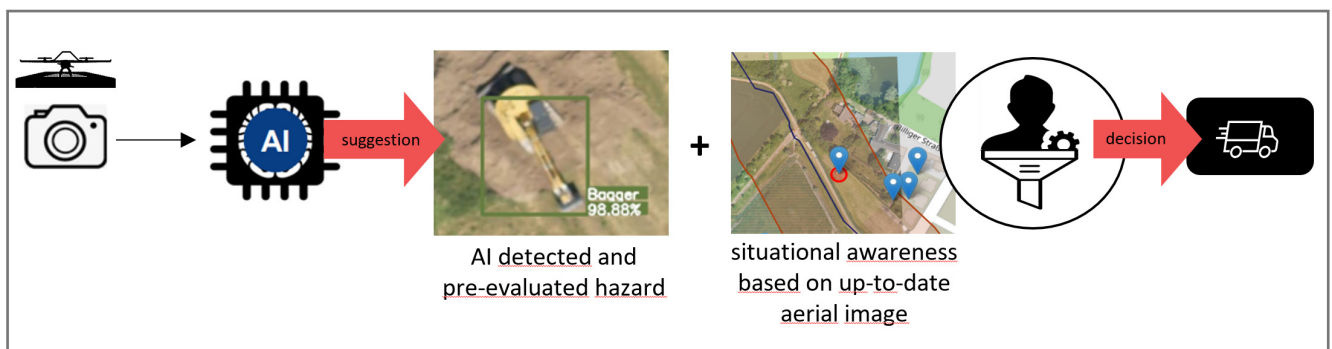 AI
suggestion
Bagger
98.88%
AI detected and
pre-evaluated hazard
+
situational awareness
based on up-to-date
aerial image
decision